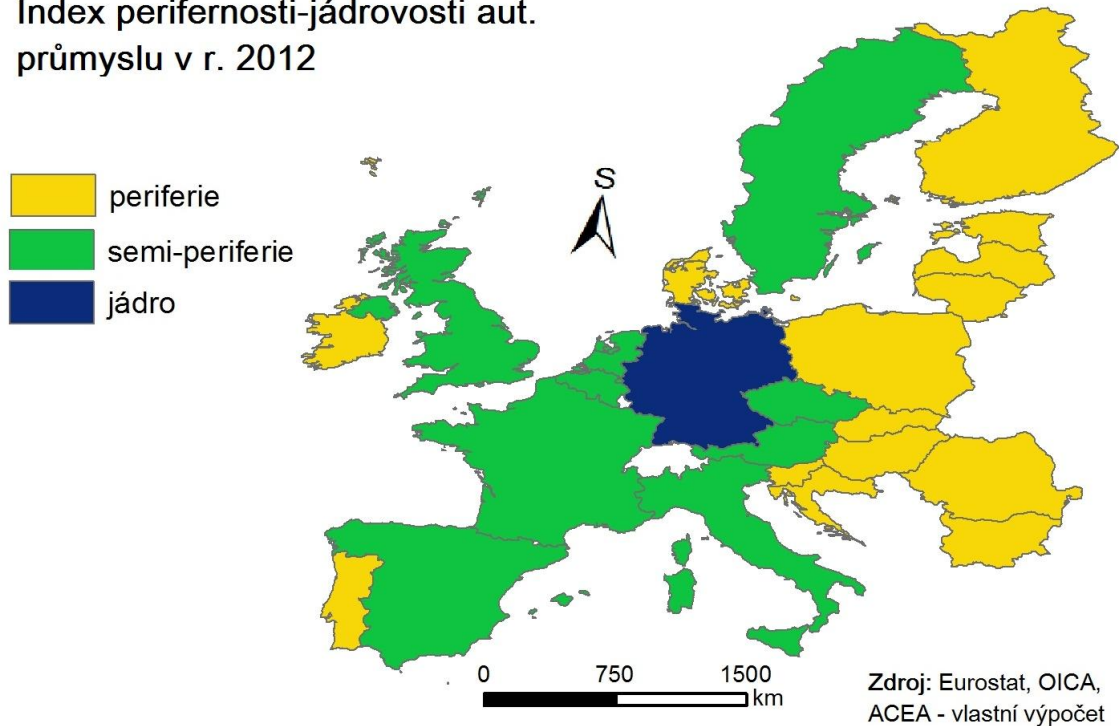 Index perifernosti-jádrovosti aut.
průmyslu v r. 2012
periferie
semi-periferie
jádro
S
0 750 1500
km
Zdroj: Eurostat, OICA,
ACEA - vlastní výpočet